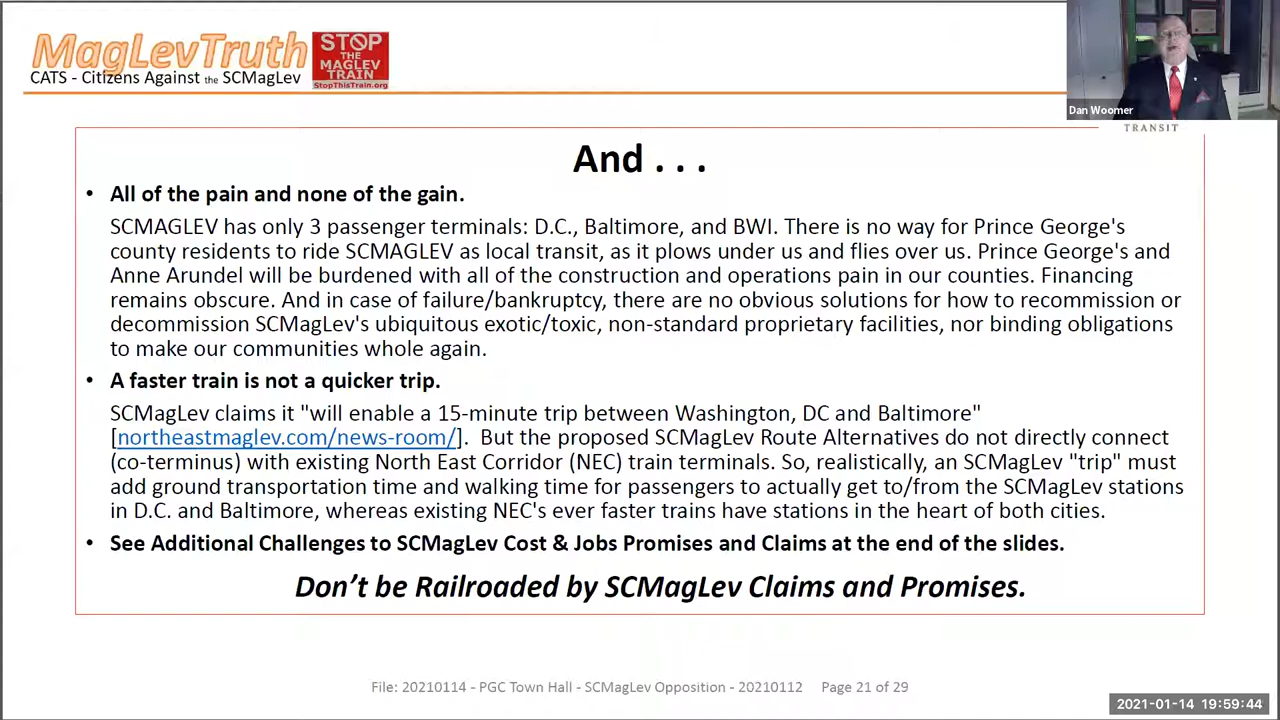 MagLevTruth
CATS - Citizens Against the SCMagLev
STOP
THE
MAGLEV
TRAIN
StopThisTrain.org
Dan Woomer
TRANSIT
And . . .
• All of the pain and none of the gain.
SCMAGLEV has only 3 passenger terminals: D.C., Baltimore, and BWI. There is no way for Prince George's
county residents to ride SCMAGLEV as local transit, as it plows under us and flies over us. Prince George's and
Anne Arundel will be burdened with all of the construction and operations pain in our counties. Financing
remains obscure. And in case of failure/bankruptcy, there are no obvious solutions for how to recommission or
decommission SCMagLev's ubiquitous exotic/toxic, non-standard proprietary facilities, nor binding obligations
to make our communities whole again.
• A faster train is not a quicker trip.
SCMagLev claims it "will enable a 15-minute trip between Washington, DC and Baltimore"
[northeastmaglev.com/news-room/]. But the proposed SCMagLev Route Alternatives do not directly connect
(co-terminus) with existing North East Corridor (NEC) train terminals. So, realistically, an SCMagLev "trip" must
add ground transportation time and walking time for passengers to actually get to/from the SCMagLev stations
in D.C. and Baltimore, whereas existing NEC's ever faster trains have stations in the heart of both cities.
• See Additional Challenges to SCMagLev Cost & Jobs Promises and Claims at the end of the slides.
Don't be Railroaded by SCMagLev Claims and Promises.
File: 20210114 - PGC Town Hall - SCMagLev Opposition - 20210112 Page 21 of 29
2021-01-14 19:59:44